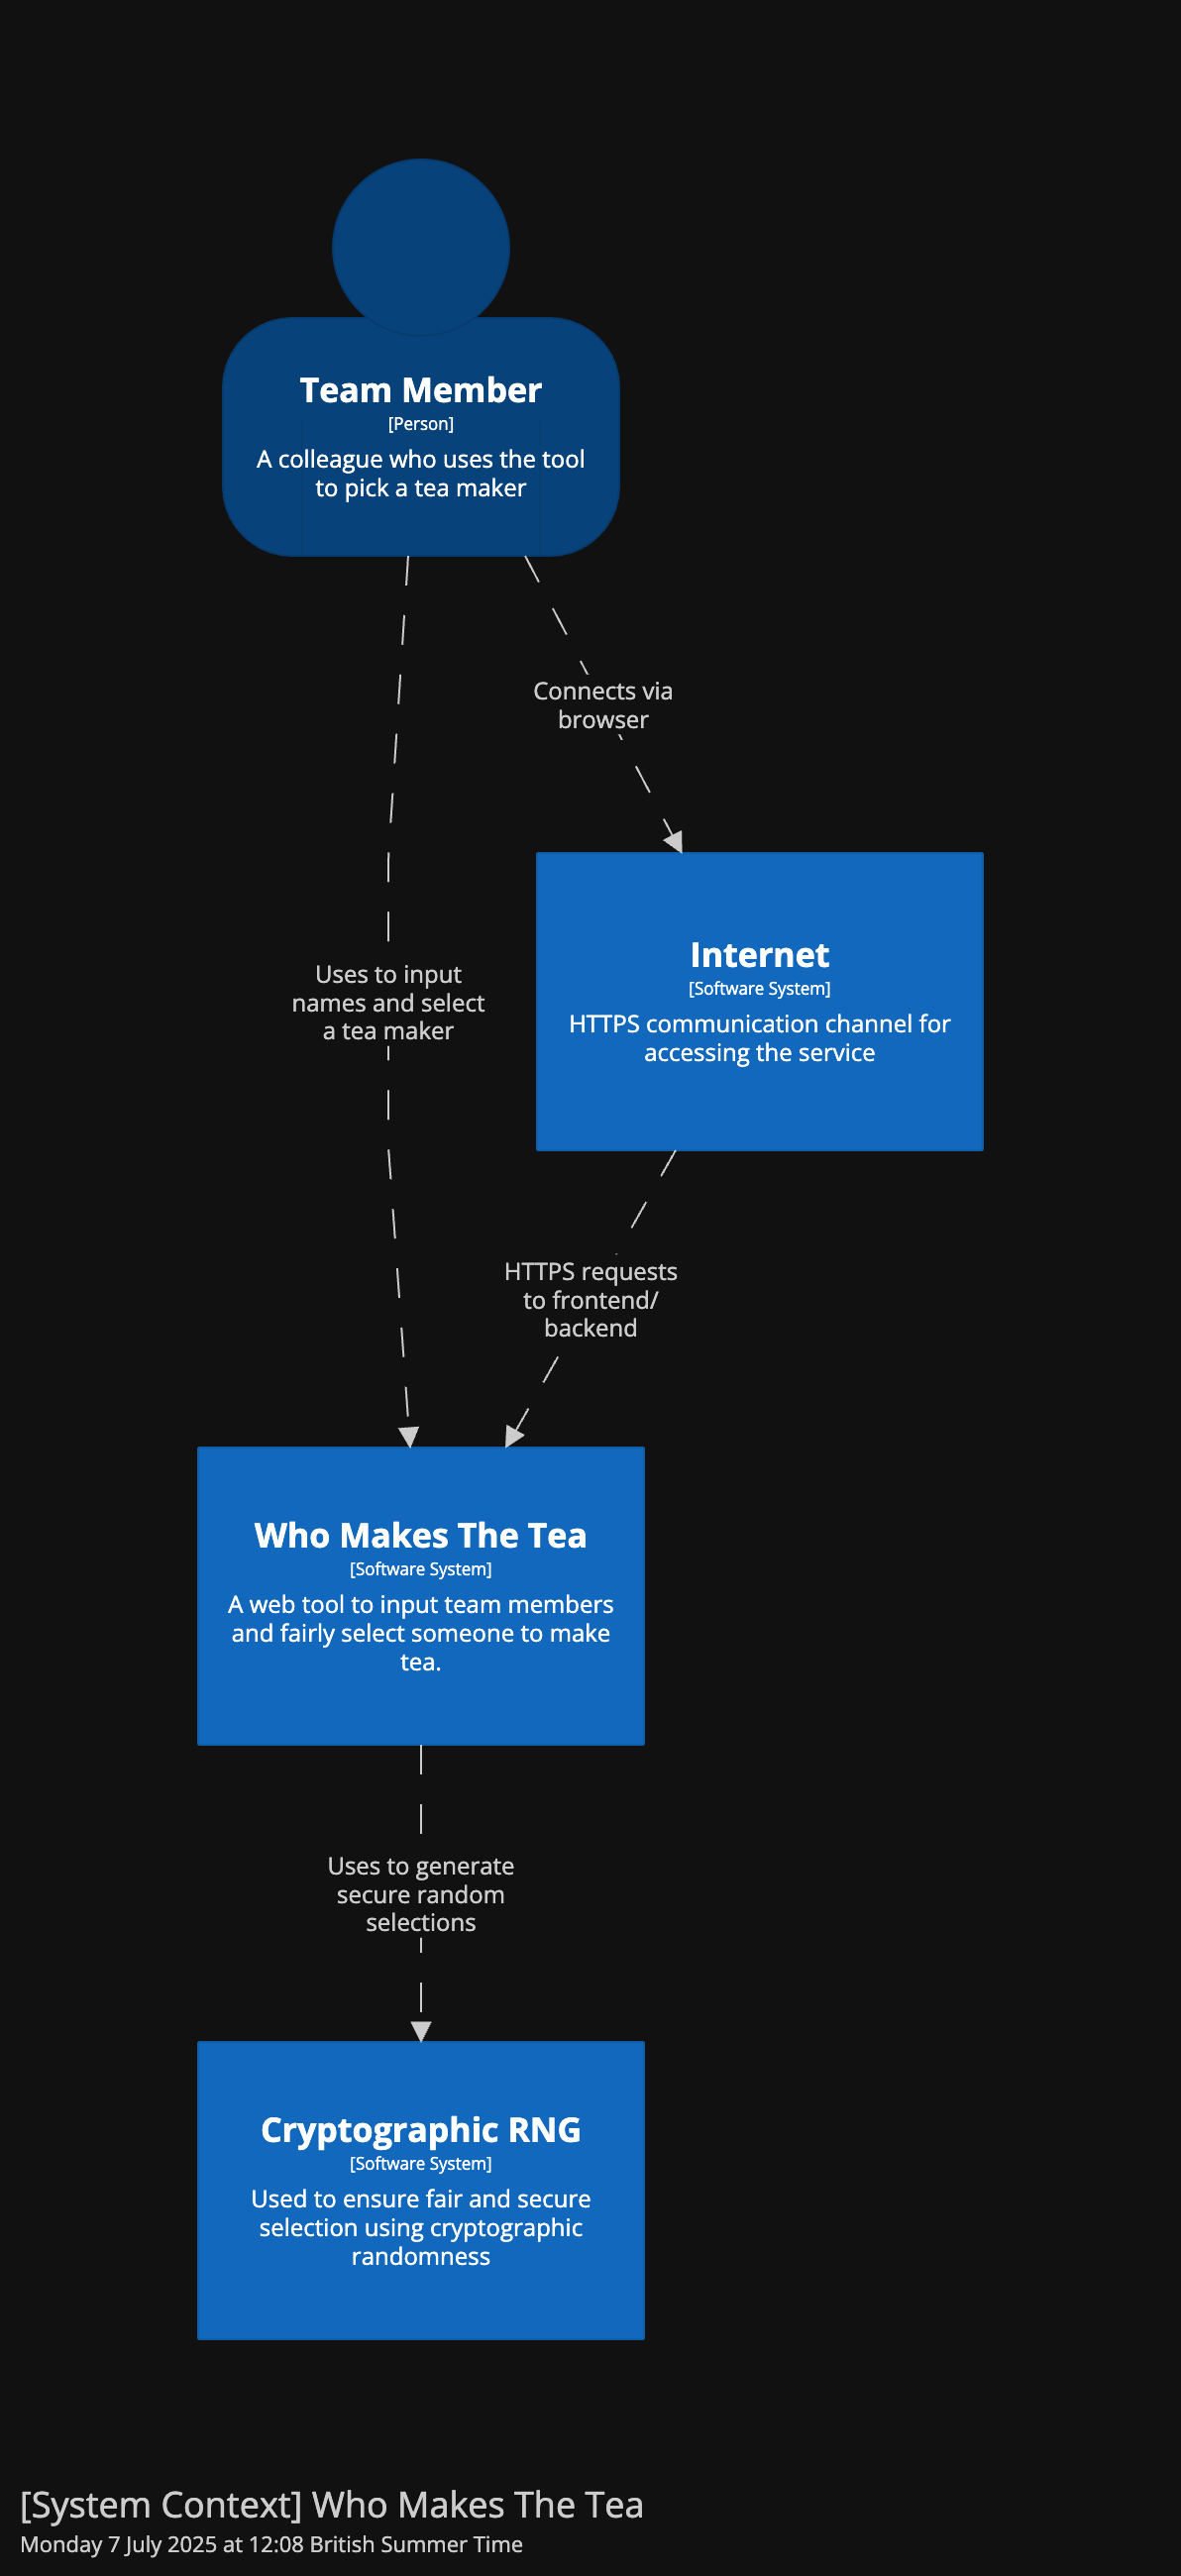 Team Member
[Person]
A colleague who uses the tool
to pick a tea maker
Connects via
browser
Uses to input
names and select
a tea maker
Internet
[Software System]
HTTPS communication channel for
accessing the service
HTTPS requests
to frontend/
backend
Who Makes The Tea
[Software System]
A web tool to input team members
and fairly select someone to make
tea.
Uses to generate
secure random
selections
Cryptographic RNG
[Software System]
Used to ensure fair and secure
selection using cryptographic
randomness
[System Context] Who Makes The Tea
Monday 7 July 2025 at 12:08 British Summer Time